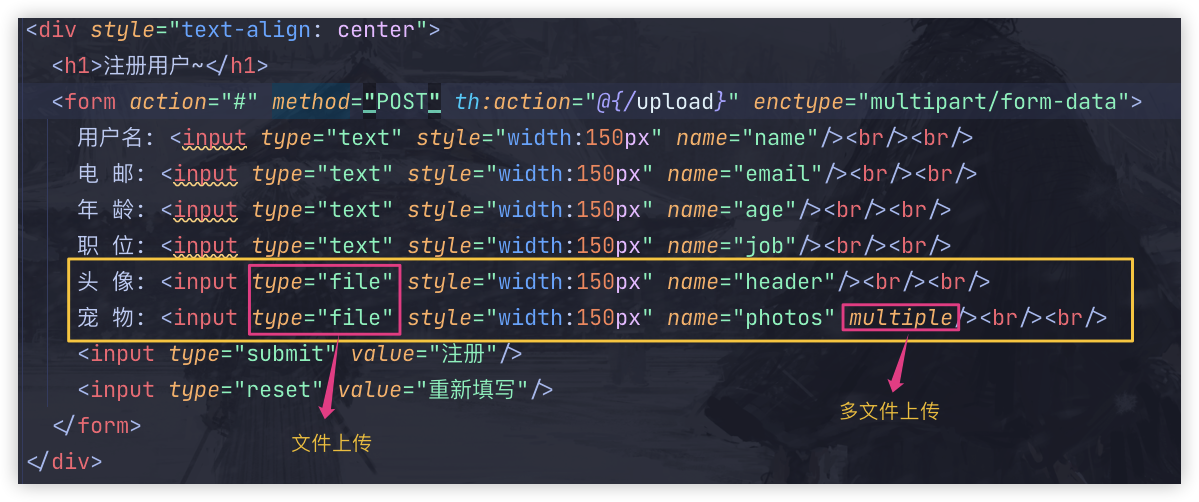 <div style="text-align: center">
<h1>注册用户~</h1>
<form action="#" method="POST" th:action="@{/upload}" enctype="multipart/form-data">
用户名: <input type="text" style="width:150px" name="name"/><br/><br/>
电 邮: <input type="text" style="width:150px" name="email"/><br/><br/>
年 龄: <input type="text" style="width:150px" name="age"/><br/><br/>
职 位: <input type="text" style="width:150px" name="job"/><br/><br/>
头 像: <input type="file" style="width:150px" name="header"/><br/><br/>
宠 物: <input type="file" style="width:150px" name="photos" multiple/><br/><br/>
<input type="submit" value="注册"/>
<input type="reset" value="重新填写"/>
</form>
</div>
文件上传
多文件上传